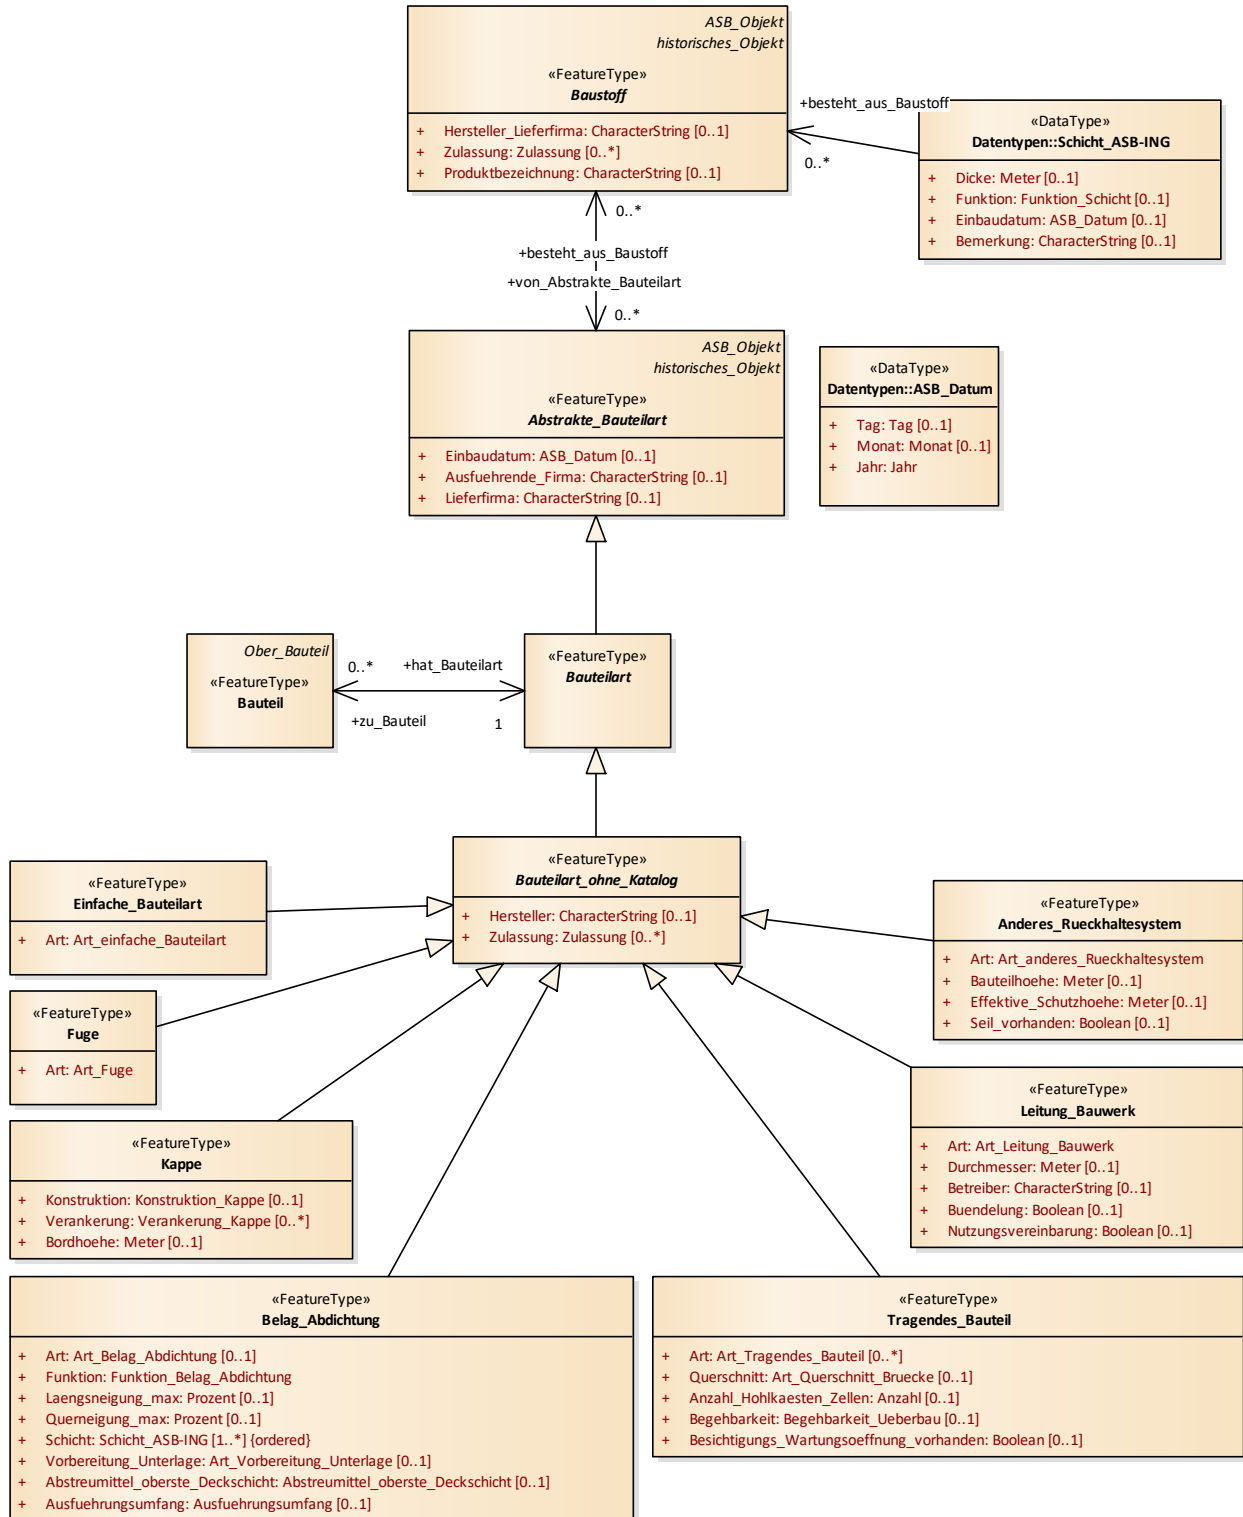 ASB_Objekt
historisches_Objekt
«FeatureType»
Baustoff
+ Hersteller_Lieferfirma: CharacterString [0..1]
+ Zulassung: Zulassung [0..*]
+ Produktbezeichnung: CharacterString [0..1]
+besteht_aus_Baustoff
0..*
«DataType»
Datentypen::Schicht_ASB-ING
+ Dicke: Meter [0..1]
+ Funktion: Funktion_Schicht [0..1]
+ Einbaudatum: ASB_Datum [0..1]
+ Bemerkung: CharacterString [0..1]
0..*
+besteht_aus_Baustoff
+von_Abstrakte_Bauteilart
0..*
ASB_Objekt
historisches_Objekt
«FeatureType»
Abstrakte_Bauteilart
+ Einbaudatum: ASB_Datum [0..1]
+ Ausfuehrende_Firma: CharacterString [0..1]
+ Lieferfirma: CharacterString [0..1]
«DataType»
Datentypen::ASB_Datum
+ Tag: Tag [0..1]
+ Monat: Monat [0..1]
+ Jahr: Jahr
Ober_Bauteil
«FeatureType»
Bauteil
0..*
+hat_Bauteilart
+zu_Bauteil
1
«FeatureType»
Bauteilart
«FeatureType»
Bauteilart_ohne_Katalog
+ Hersteller: CharacterString [0..1]
+ Zulassung: Zulassung [0..*]
«FeatureType»
Einfache_Bauteilart
+ Art: Art_einfache_Bauteilart
«FeatureType»
Anderes_Rueckhaltesystem
+ Art: Art_anderes_Rueckhaltesystem
+ Bauteilhoehe: Meter [0..1]
+ Effektive_Schutzhoehe: Meter [0..1]
+ Seil_vorhanden: Boolean [0..1]
«FeatureType»
Fuge
+ Art: Art_Fuge
«FeatureType»
Leitung_Bauwerk
+ Art: Art_Leitung_Bauwerk
+ Durchmesser: Meter [0..1]
+ Betreiber: CharacterString [0..1]
+ Buendelung: Boolean [0..1]
+ Nutzungsvereinbarung: Boolean [0..1]
«FeatureType»
Kappe
+ Konstruktion: Konstruktion_Kappe [0..1]
+ Verankerung: Verankerung_Kappe [0..*]
+ Bordhoehe: Meter [0..1]
«FeatureType»
Belag_Abdichtung
+ Art: Art_Belag_Abdichtung [0..1]
+ Funktion: Funktion_Belag_Abdichtung
+ Laengsneigung_max: Prozent [0..1]
+ Querneigung_max: Prozent [0..1]
+ Schicht: Schicht_ASB-ING [1..*] {ordered}
+ Vorbereitung_Unterlage: Art_Vorbereitung_Unterlage [0..1]
+ Abstreumittel_oberste_Deckschicht: Abstreumittel_oberste_Deckschicht [0..1]
+ Ausfuehrungsumfang: Ausfuehrungsumfang [0..1]
«FeatureType»
Tragendes_Bauteil
+ Art: Art_Tragendes_Bauteil [0..*]
+ Querschnitt: Art_Querschnitt_Bruecke [0..1]
+ Anzahl_Hohlkaesten_Zellen: Anzahl [0..1]
+ Begehbarkeit: Begehbarkeit_Ueberbau [0..1]
+ Besichtigungs_Wartungsoeffnung_vorhanden: Boolean [0..1]